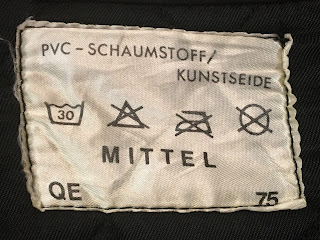 PVC-SCHAUMSTOFF/
KUNSTSEIDE
30
MITTEL
QE 75